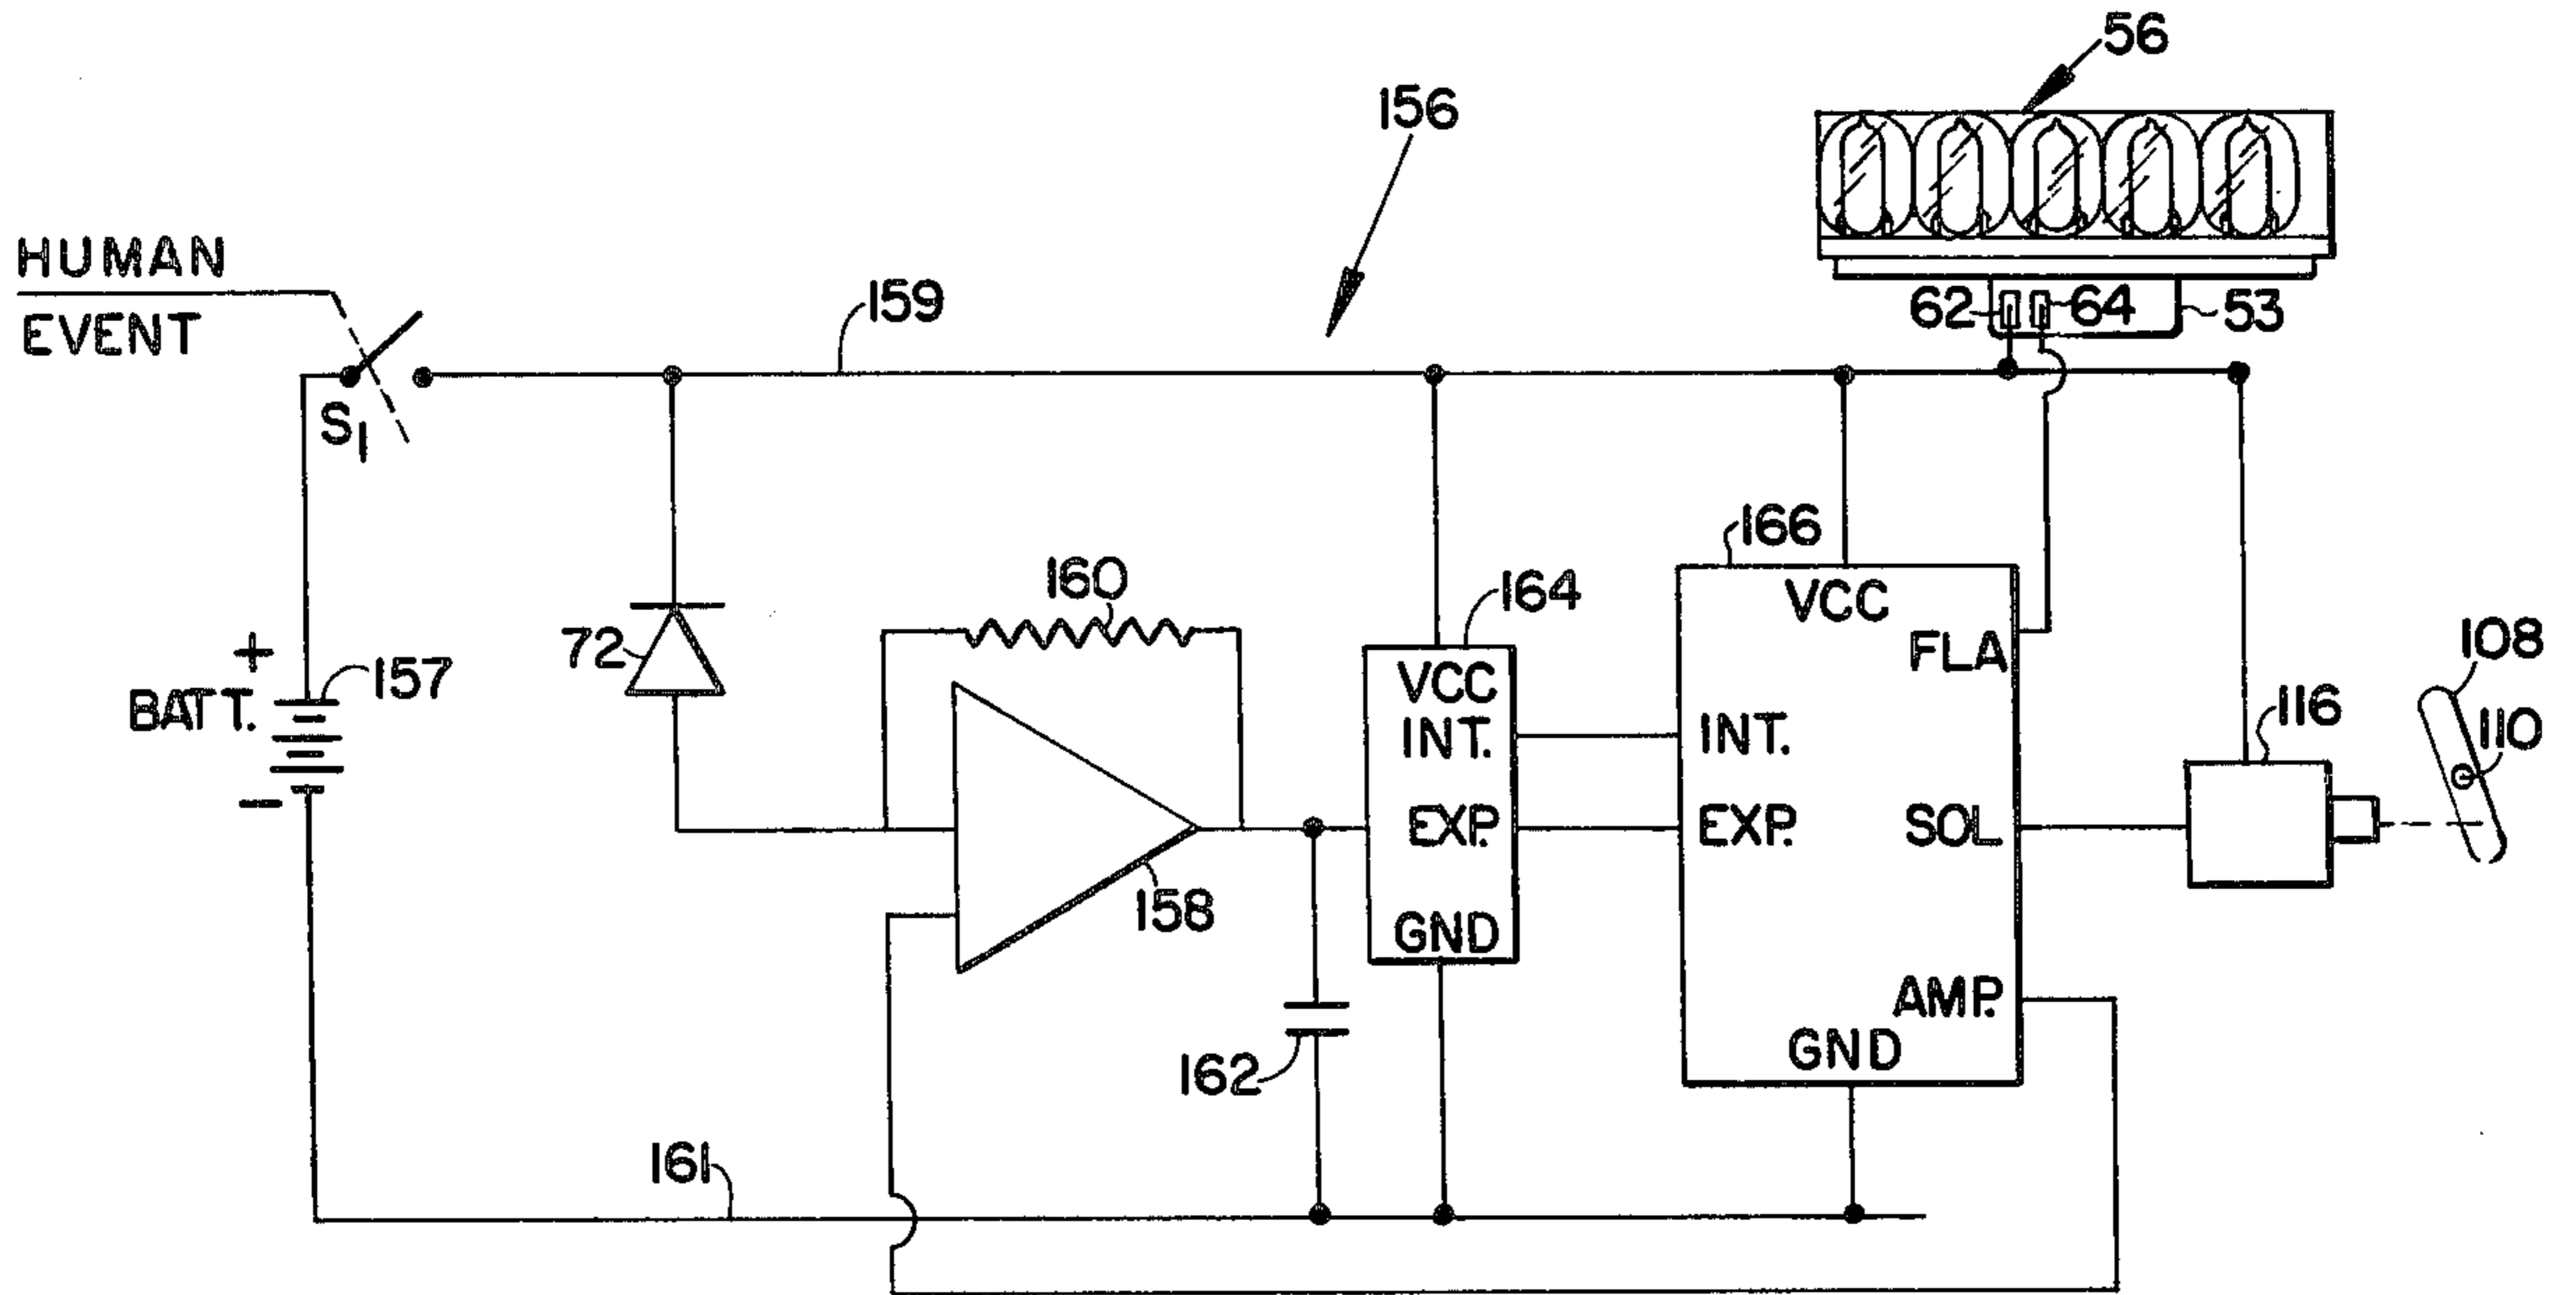 56
156
HUMAN
EVENT
159
62
64
53
S1
166
VCC
160
164
FLA
108
72
+
157
BATT.
VCC
116
110
INT.
INT.
EXP.
EXP.
SOL
−
158
GND
AMP.
162
GND
161